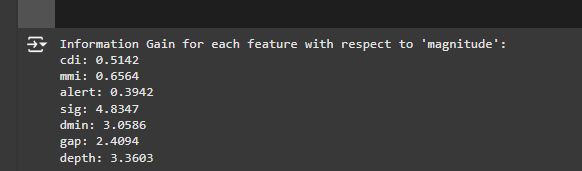 Information Gain for each feature with respect to 'magnitude':
cdi: 0.5142
mmi: 0.6564
alert: 0.3942
sig: 4.8347
dmin: 3.0586
gap: 2.4094
depth: 3.3603